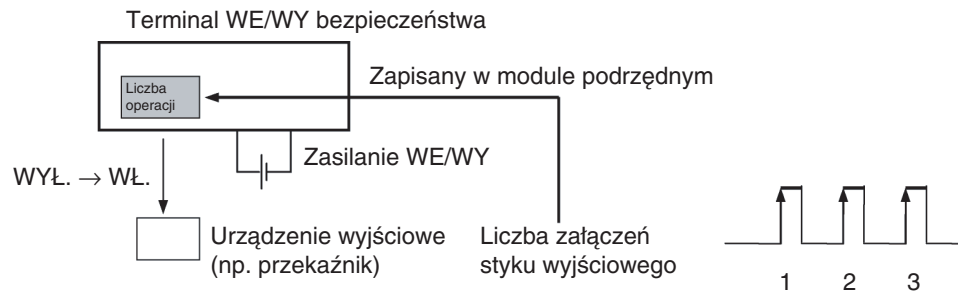 Terminal WE/WY bezpieczeństwa
Liczba
operacji
Zapisany w module podrzędnym
Zasilanie WE/WY
WYŁ. → WŁ.
Urządzenie wyjściowe
(np. przekaźnik)
Liczba załączeń
styku wyjściowego
1 2 3